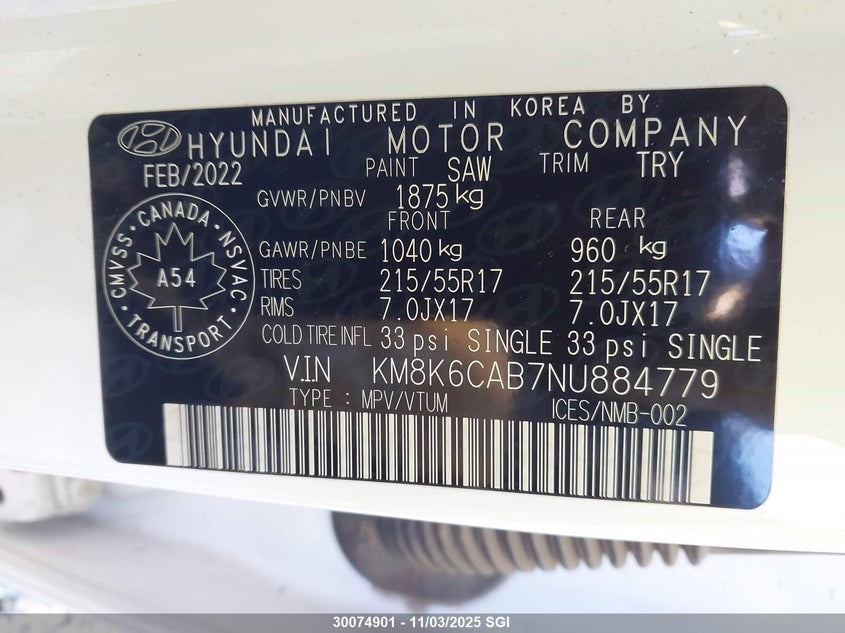 MANUFACTURED IN KOREA BY
HYUNDAI MOTOR COMPANY
FEB/2022 PAINT SAW TRIM TRY
GVWR/PNBV 1875 kg
FRONT REAR
GAWR/PNBE 1040 kg 960 kg
TIRES 215/55R17 215/55R17
RIMS 7.0JX17 7.0JX17
COLD TIRE INFL 33 psi SINGLE 33 psi SINGLE
V.I.N KM8K6CAB7NU884779
TYPE : MPV/VTUM ICES/NMB-002
CMVSS · CANADA · NSVAC
A54
TRANSPORT
30074901 - 11/03/2025 SGI